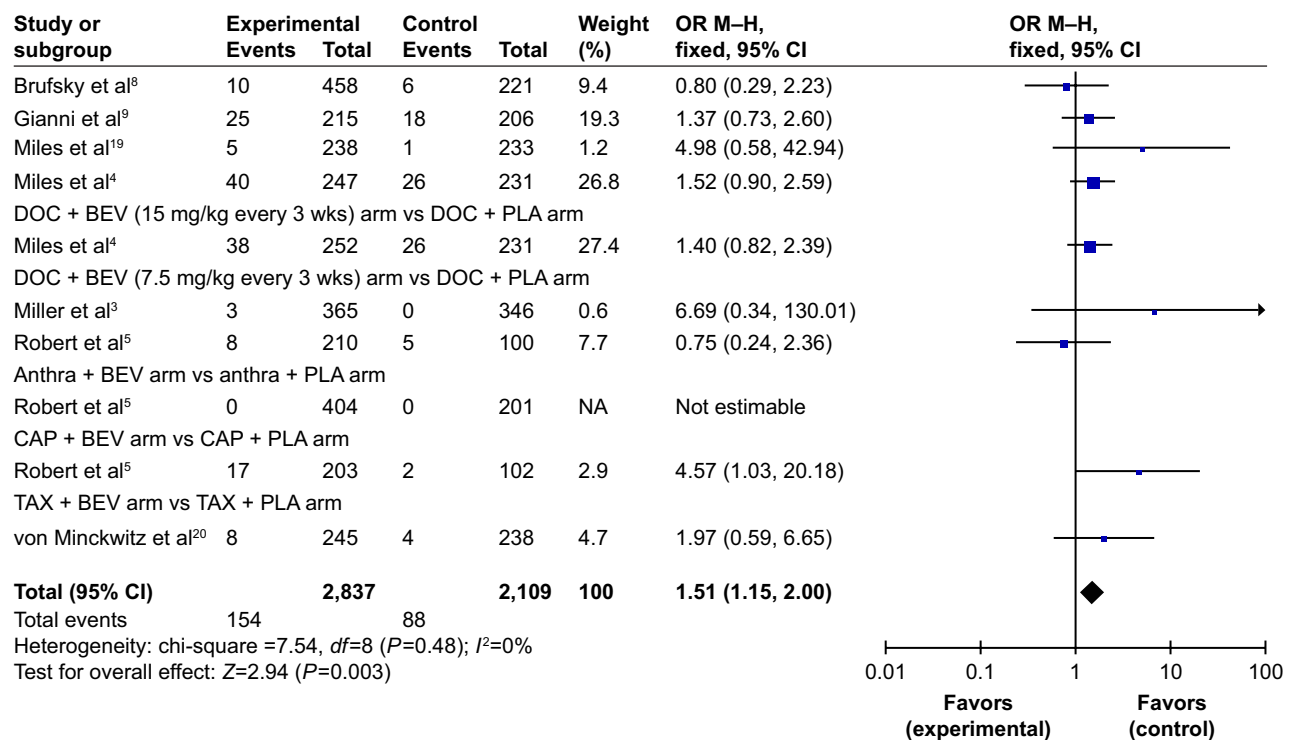 Study or subgroup Experimental Events Total Control Events Total Weight (%) OR M–H, fixed, 95% CI OR M–H, fixed, 95% CI
Brufsky et al⁸ 10 458 6 221 9.4 0.80 (0.29, 2.23)
Gianni et al⁹ 25 215 18 206 19.3 1.37 (0.73, 2.60)
Miles et al¹⁹ 5 238 1 233 1.2 4.98 (0.58, 42.94)
Miles et al⁴ 40 247 26 231 26.8 1.52 (0.90, 2.59)
DOC + BEV (15 mg/kg every 3 wks) arm vs DOC + PLA arm
Miles et al⁴ 38 252 26 231 27.4 1.40 (0.82, 2.39)
DOC + BEV (7.5 mg/kg every 3 wks) arm vs DOC + PLA arm
Miller et al³ 3 365 0 346 0.6 6.69 (0.34, 130.01)
Robert et al⁵ 8 210 5 100 7.7 0.75 (0.24, 2.36)
Anthra + BEV arm vs anthra + PLA arm
Robert et al⁵ 0 404 0 201 NA Not estimable
CAP + BEV arm vs CAP + PLA arm
Robert et al⁵ 17 203 2 102 2.9 4.57 (1.03, 20.18)
TAX + BEV arm vs TAX + PLA arm
von Minckwitz et al²⁰ 8 245 4 238 4.7 1.97 (0.59, 6.65)
Total (95% CI) 2,837 2,109 100 1.51 (1.15, 2.00)
Total events 154 88
Heterogeneity: chi-square =7.54, df=8 (P=0.48); I²=0%
Test for overall effect: Z=2.94 (P=0.003)
0.01 0.1 1 10 100
Favors (experimental) Favors (control)